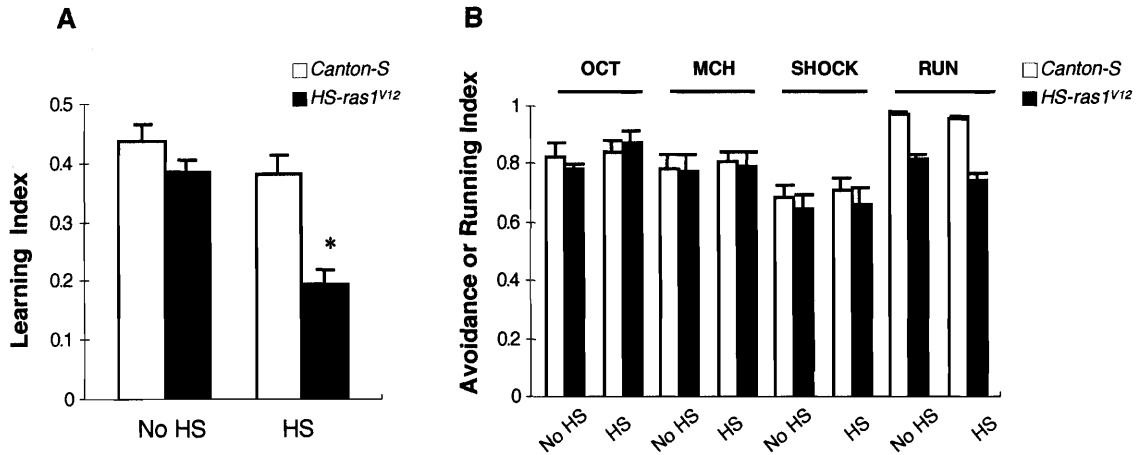 A
Canton-S
HS-ras1V12
Learning Index
0.5
0.4
0.3
0.2
0.1
0
*
No HS
HS
B
OCT MCH SHOCK RUN
Canton-S
HS-ras1V12
Avoidance or Running Index
1
0.8
0.6
0.4
0.2
0
No HS HS No HS HS No HS HS No HS HS